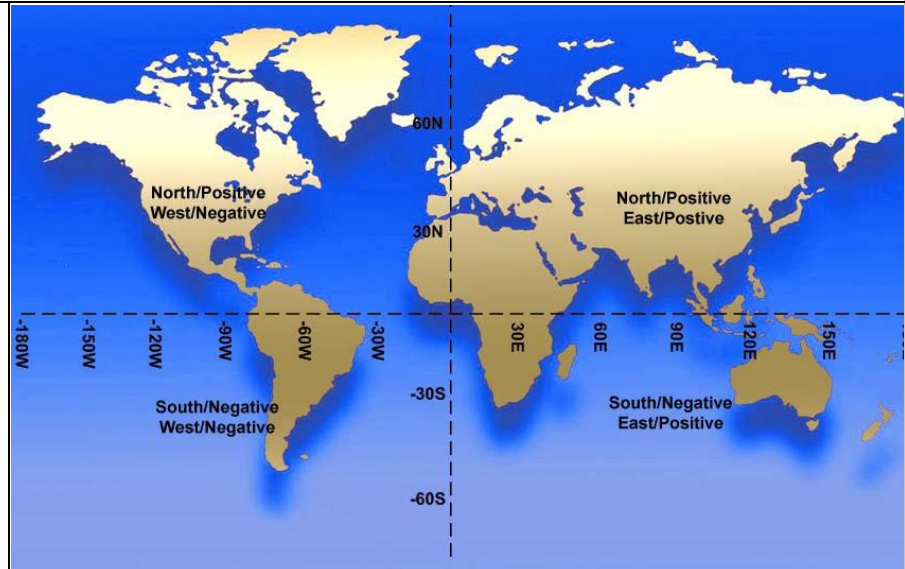 60N
North/Positive
West/Negative
North/Positive
East/Postive
30N
-180W
-150W
-120W
-90W
-60W
-30W
30E
60E
90E
120E
150E
-30S
South/Negative
West/Negative
South/Negative
East/Positive
-60S